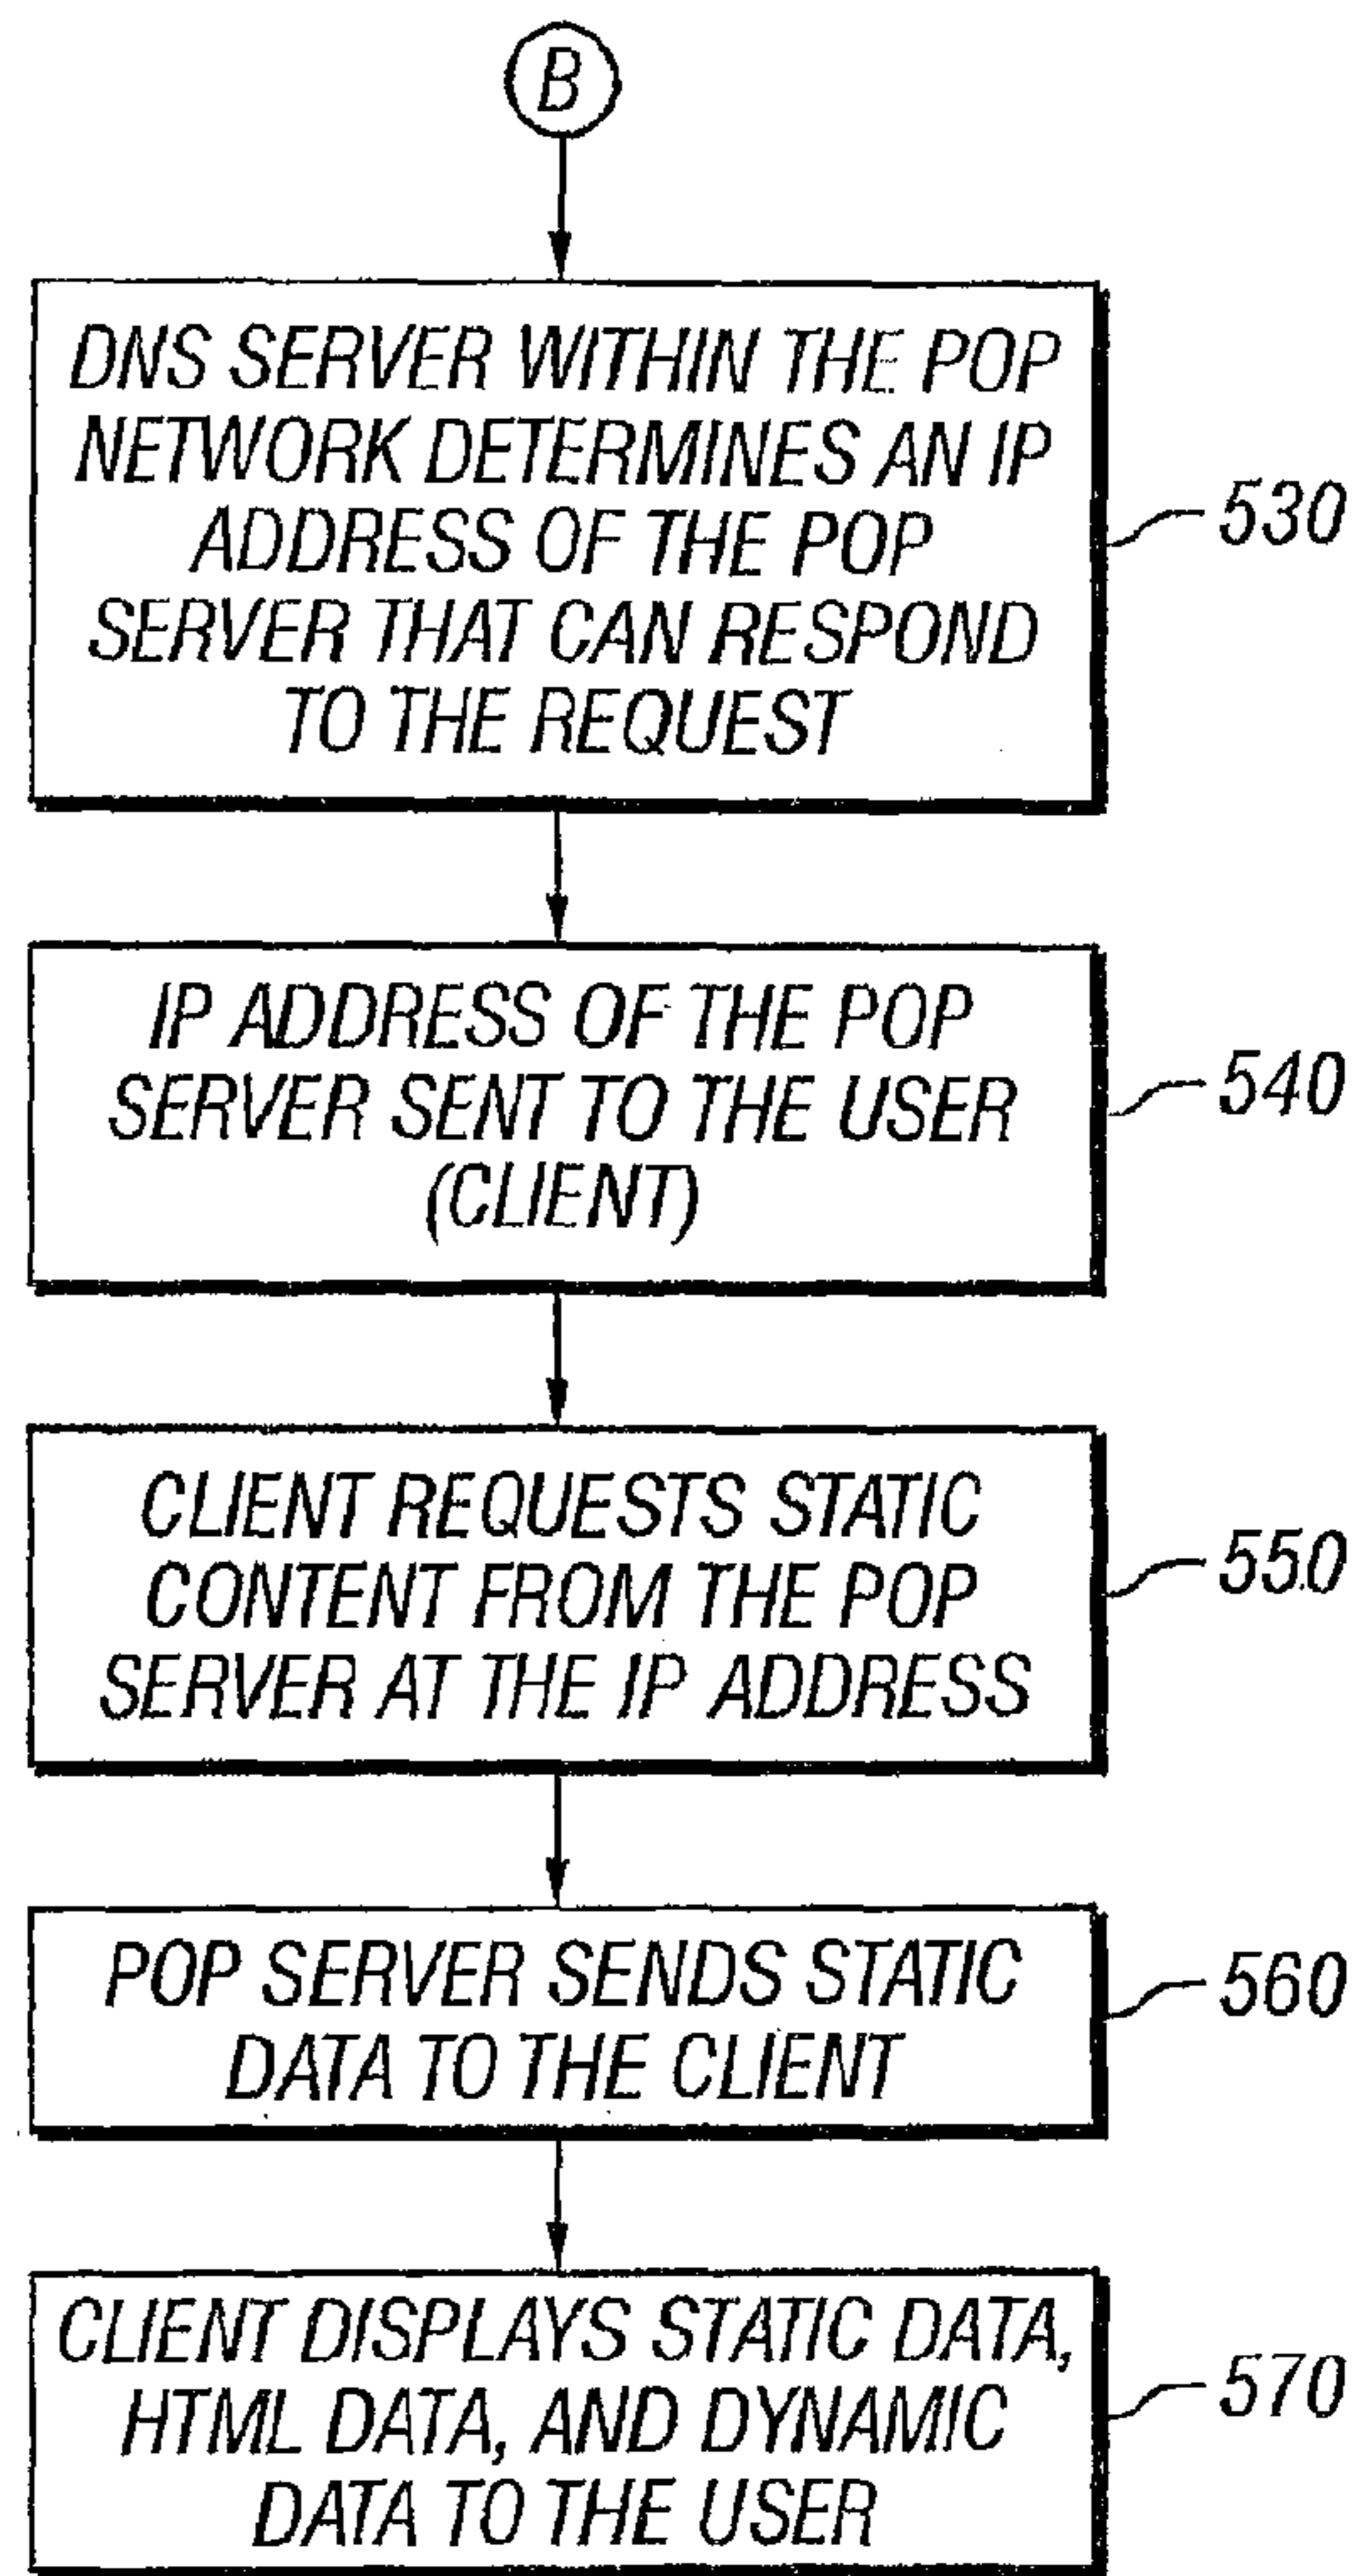 B
DNS SERVER WITHIN THE POP
NETWORK DETERMINES AN IP
ADDRESS OF THE POP
SERVER THAT CAN RESPOND
TO THE REQUEST
530
IP ADDRESS OF THE POP
SERVER SENT TO THE USER
(CLIENT)
540
CLIENT REQUESTS STATIC
CONTENT FROM THE POP
SERVER AT THE IP ADDRESS
550
POP SERVER SENDS STATIC
DATA TO THE CLIENT
560
CLIENT DISPLAYS STATIC DATA,
HTML DATA, AND DYNAMIC
DATA TO THE USER
570